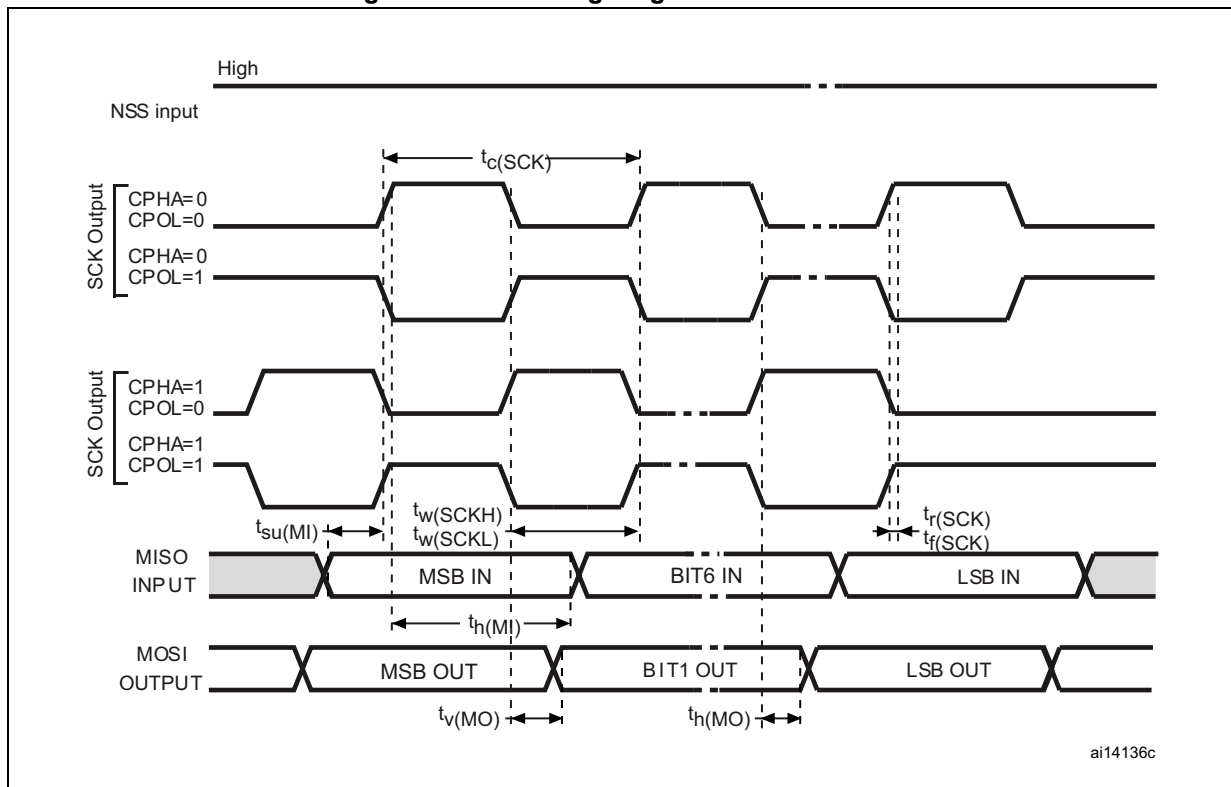 High
NSS input
tc(SCK)
SCK Output
CPHA=0
CPOL=0
CPHA=0
CPOL=1
SCK Output
CPHA=1
CPOL=0
CPHA=1
CPOL=1
tsu(MI)
tw(SCKH)
tw(SCKL)
tr(SCK)
tf(SCK)
MISO
INPUT
MSB IN
BIT6 IN
LSB IN
th(MI)
MOSI
OUTPUT
MSB OUT
BIT1 OUT
LSB OUT
tv(MO)
th(MO)
ai14136c